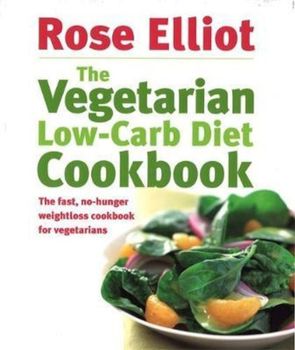 Rose Elliot
The
Vegetarian
Low-Carb Diet
Cookbook
The fast, no-hunger
weightloss cookbook
for vegetarians